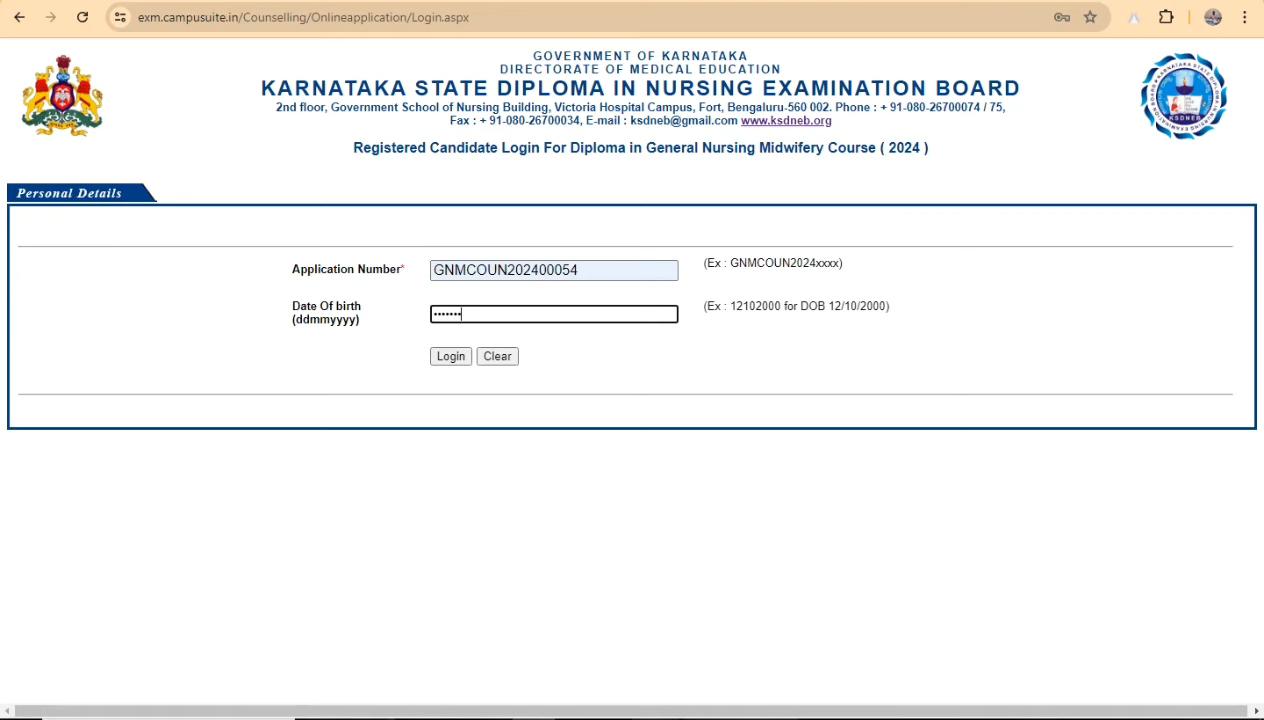 exm.campusuite.in/Counselling/Onlineapplication/Login.aspx
GOVERNMENT OF KARNATAKA
DIRECTORATE OF MEDICAL EDUCATION
KARNATAKA STATE DIPLOMA IN NURSING EXAMINATION BOARD
2nd floor, Government School of Nursing Building, Victoria Hospital Campus, Fort, Bengaluru-560 002. Phone : + 91-080-26700074 / 75,
Fax : + 91-080-26700034, E-mail : ksdneb@gmail.com www.ksdneb.org
Registered Candidate Login For Diploma in General Nursing Midwifery Course ( 2024 )
KSDNEB
Personal Details
Application Number* GNMCOUN202400054 (Ex : GNMCOUN2024xxxx)
Date Of birth (Ex : 12102000 for DOB 12/10/2000)
(ddmmyyyy) •••••••
Login Clear